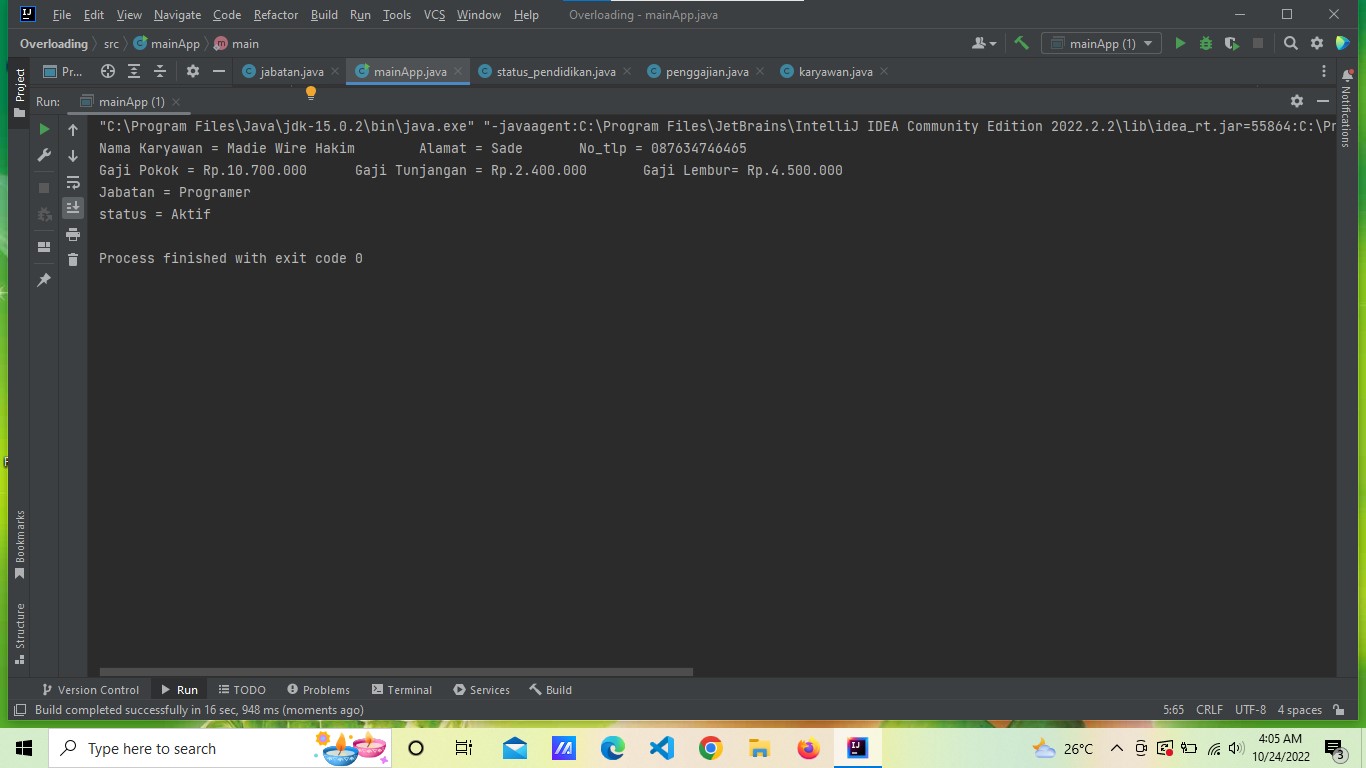 File Edit View Navigate Code Refactor Build Run Tools VCS Window Help Overloading - mainApp.java
Overloading src mainApp main mainApp (1)
Pr... jabatan.java mainApp.java status_pendidikan.java penggajian.java karyawan.java
Project
Notifications
Run: mainApp (1)
"C:\Program Files\Java\jdk-15.0.2\bin\java.exe" "-javaagent:C:\Program Files\JetBrains\IntelliJ IDEA Community Edition 2022.2.2\lib\idea_rt.jar=55864:C:\Pr
Nama Karyawan = Madie Wire Hakim Alamat = Sade No_tlp = 087634746465
Gaji Pokok = Rp.10.700.000 Gaji Tunjangan = Rp.2.400.000 Gaji Lembur= Rp.4.500.000
Jabatan = Programer
status = Aktif
Process finished with exit code 0
Bookmarks
Structure
Version Control Run TODO Problems Terminal Services Build
Build completed successfully in 16 sec, 948 ms (moments ago) 5:65 CRLF UTF-8 4 spaces
Type here to search 26°C 4:05 AM
10/24/2022 3